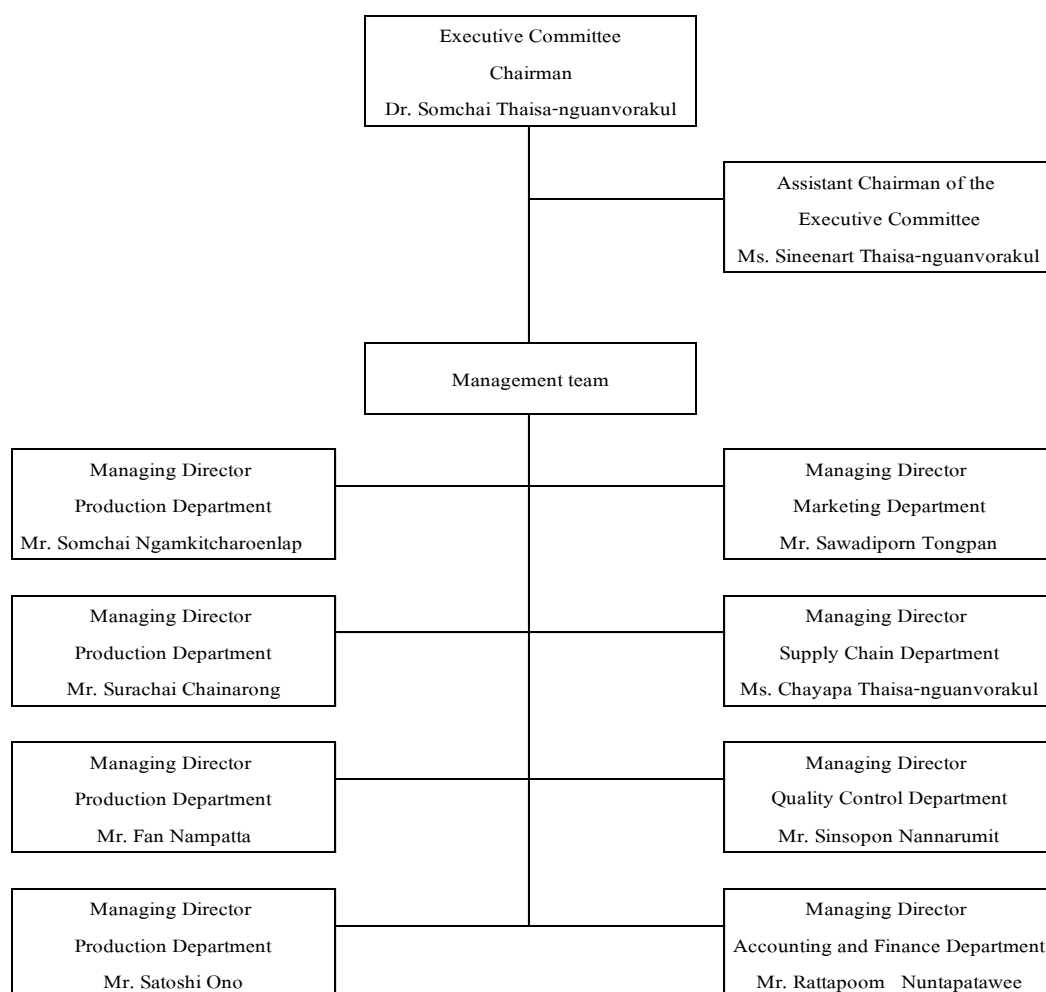 Executive Committee
Chairman
Dr. Somchai Thaisa-nguanvorakul
Assistant Chairman of the
Executive Committee
Ms. Sineenart Thaisa-nguanvorakul
Management team
Managing Director
Production Department
Mr. Somchai Ngamkitcharoenlap
Managing Director
Marketing Department
Mr. Sawadiporn Tongpan
Managing Director
Production Department
Mr. Surachai Chainarong
Managing Director
Supply Chain Department
Ms. Chayapa Thaisa-nguanvorakul
Managing Director
Production Department
Mr. Fan Nampatta
Managing Director
Quality Control Department
Mr. Sinsopon Nannarumit
Managing Director
Production Department
Mr. Satoshi Ono
Managing Director
Accounting and Finance Department
Mr. Rattapoom Nuntapatawee